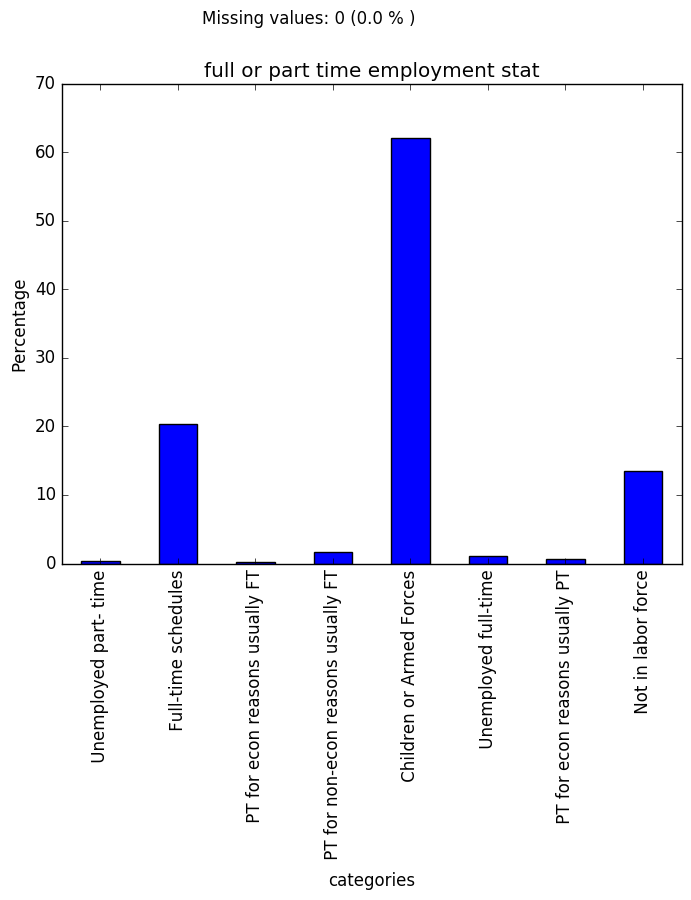 Missing values: 0 (0.0 % )
full or part time employment stat
Percentage
70
60
50
40
30
20
10
0
Unemployed part- time
Full-time schedules
PT for econ reasons usually FT
PT for non-econ reasons usually FT
Children or Armed Forces
Unemployed full-time
PT for econ reasons usually PT
Not in labor force
categories